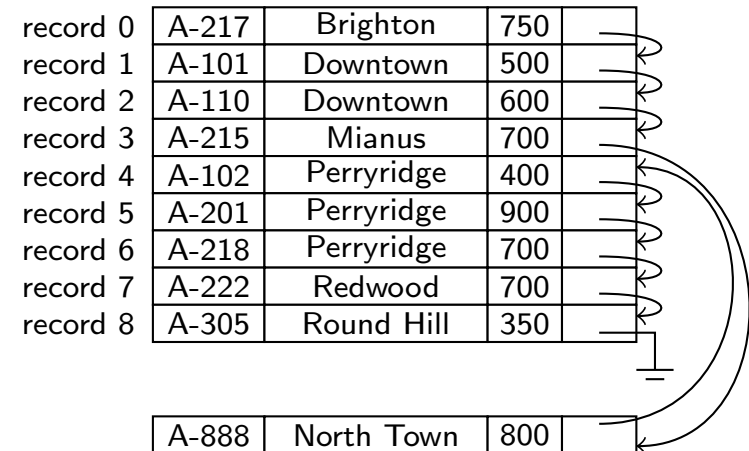 record 0 A-217 Brighton 750
record 1 A-101 Downtown 500
record 2 A-110 Downtown 600
record 3 A-215 Mianus 700
record 4 A-102 Perryridge 400
record 5 A-201 Perryridge 900
record 6 A-218 Perryridge 700
record 7 A-222 Redwood 700
record 8 A-305 Round Hill 350
A-888 North Town 800